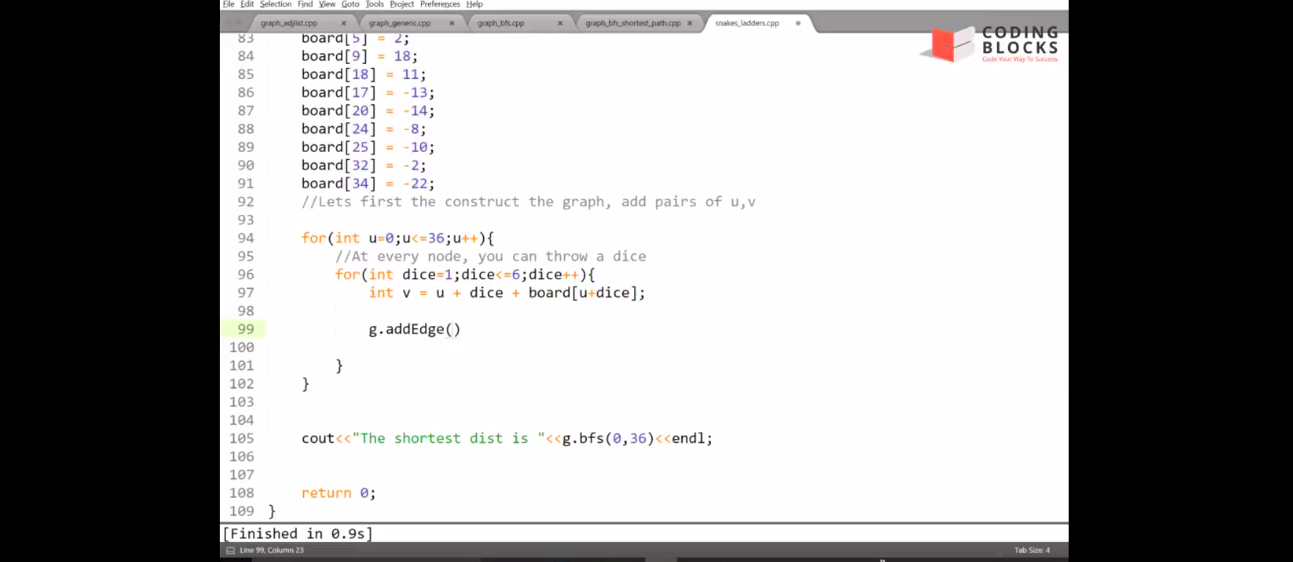 File Edit Selection Find View Goto Tools Project Preferences Help
graph_adjlist.cpp × graph_generic.cpp × graph_bfs.cpp × graph_bfs_shortest_path.cpp × snakes_ladders.cpp
CODING
BLOCKS
Code Your Way To Success
83 board[5] = 2;
84 board[9] = 18;
85 board[18] = 11;
86 board[17] = -13;
87 board[20] = -14;
88 board[24] = -8;
89 board[25] = -10;
90 board[32] = -2;
91 board[34] = -22;
92 //Lets first the construct the graph, add pairs of u,v
93
94 for(int u=0;u<=36;u++){
95 //At every node, you can throw a dice
96 for(int dice=1;dice<=6;dice++){
97 int v = u + dice + board[u+dice];
98
99 g.addEdge()
100
101 }
102 }
103
104
105 cout<<"The shortest dist is "<<g.bfs(0,36)<<endl;
106
107
108 return 0;
109 }
[Finished in 0.9s]
Line 99, Column 23 Tab Size: 4